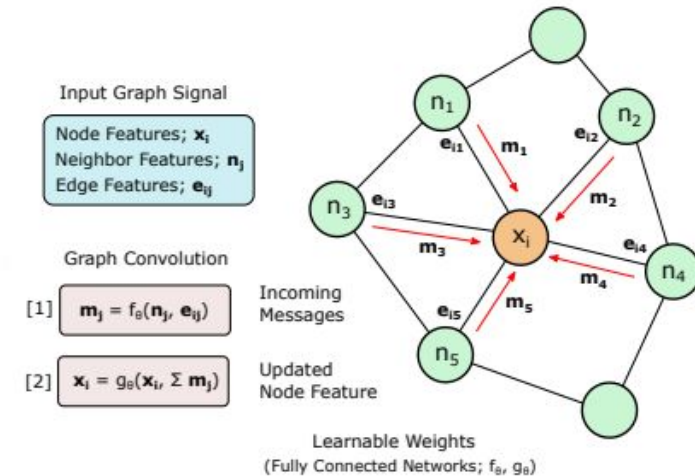 Input Graph Signal
Node Features; xᵢ
Neighbor Features; nⱼ
Edge Features; eᵢⱼ
Graph Convolution
[1] mⱼ = fθ(nⱼ, eᵢⱼ)
Incoming
Messages
[2] xᵢ = gθ(xᵢ, Σ mⱼ)
Updated
Node Feature
n₁
n₂
eᵢ₁
m₁
eᵢ₂
m₂
n₃
eᵢ₃
m₃
xᵢ
eᵢ₄
m₄
n₄
eᵢ₅
m₅
n₅
Learnable Weights
(Fully Connected Networks; fθ, gθ)